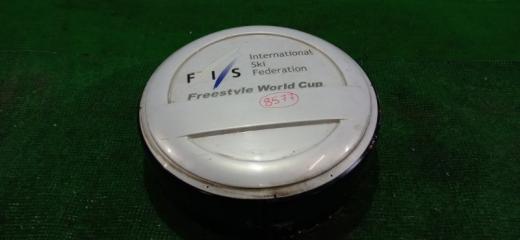 FIS
International
Ski
Federation
Freestyle World Cup
8577